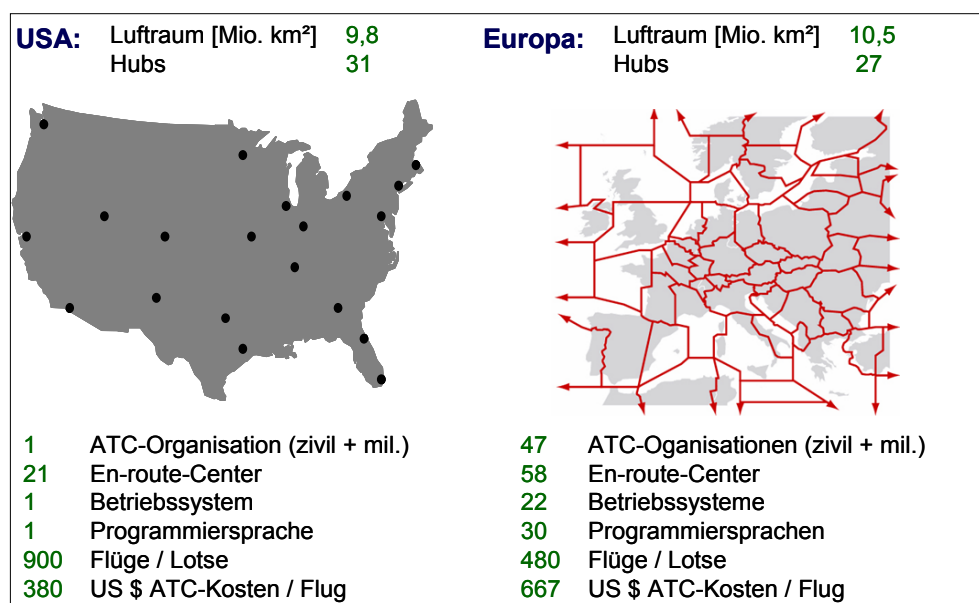 USA: Luftraum [Mio. km²] 9,8
Hubs 31
1 ATC-Organisation (zivil + mil.)
21 En-route-Center
1 Betriebssystem
1 Programmiersprache
900 Flüge / Lotse
380 US $ ATC-Kosten / Flug
Europa: Luftraum [Mio. km²] 10,5
Hubs 27
47 ATC-Oganisationen (zivil + mil.)
58 En-route-Center
22 Betriebssysteme
30 Programmiersprachen
480 Flüge / Lotse
667 US $ ATC-Kosten / Flug